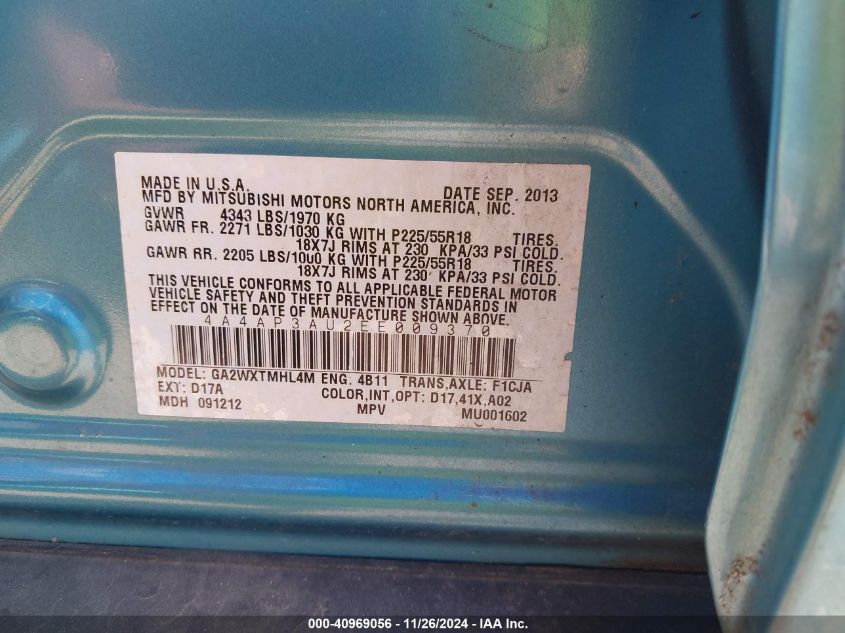 MADE IN U.S.A. DATE SEP. 2013
MFD BY MITSUBISHI MOTORS NORTH AMERICA, INC.
GVWR 4343 LBS/1970 KG
GAWR FR. 2271 LBS/1030 KG WITH P225/55R18 TIRES.
18X7J RIMS AT 230 KPA/33 PSI COLD.
GAWR RR. 2205 LBS/1000 KG WITH P225/55R18 TIRES.
18X7J RIMS AT 230 KPA/33 PSI COLD.
THIS VEHICLE CONFORMS TO ALL APPLICABLE FEDERAL MOTOR
VEHICLE SAFETY AND THEFT PREVENTION STANDARDS IN
EFFECT ON THE DATE OF MANUFACTURE SHOWN ABOVE.
4A4AP3AU2EE009370
MODEL: GA2WXTMHL4M ENG. 4B11 TRANS,AXLE: F1CJA
EXT: D17A COLOR,INT,OPT: D17,41X,A02
MDH 091212 MPV MU001602
000-40969056 - 11/26/2024 - IAAI.com